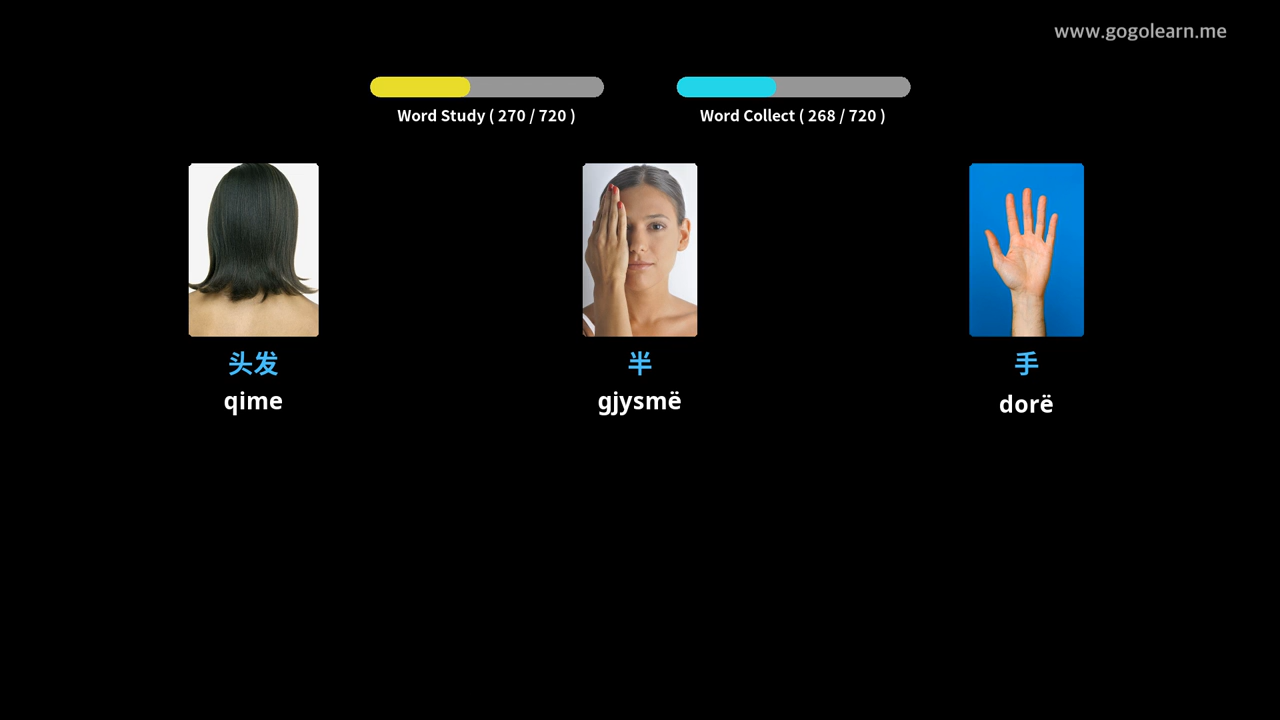 www.gogolearn.me
Word Study ( 270 / 720 )
Word Collect ( 268 / 720 )
头发
半
手
qime
gjysmë
dorë